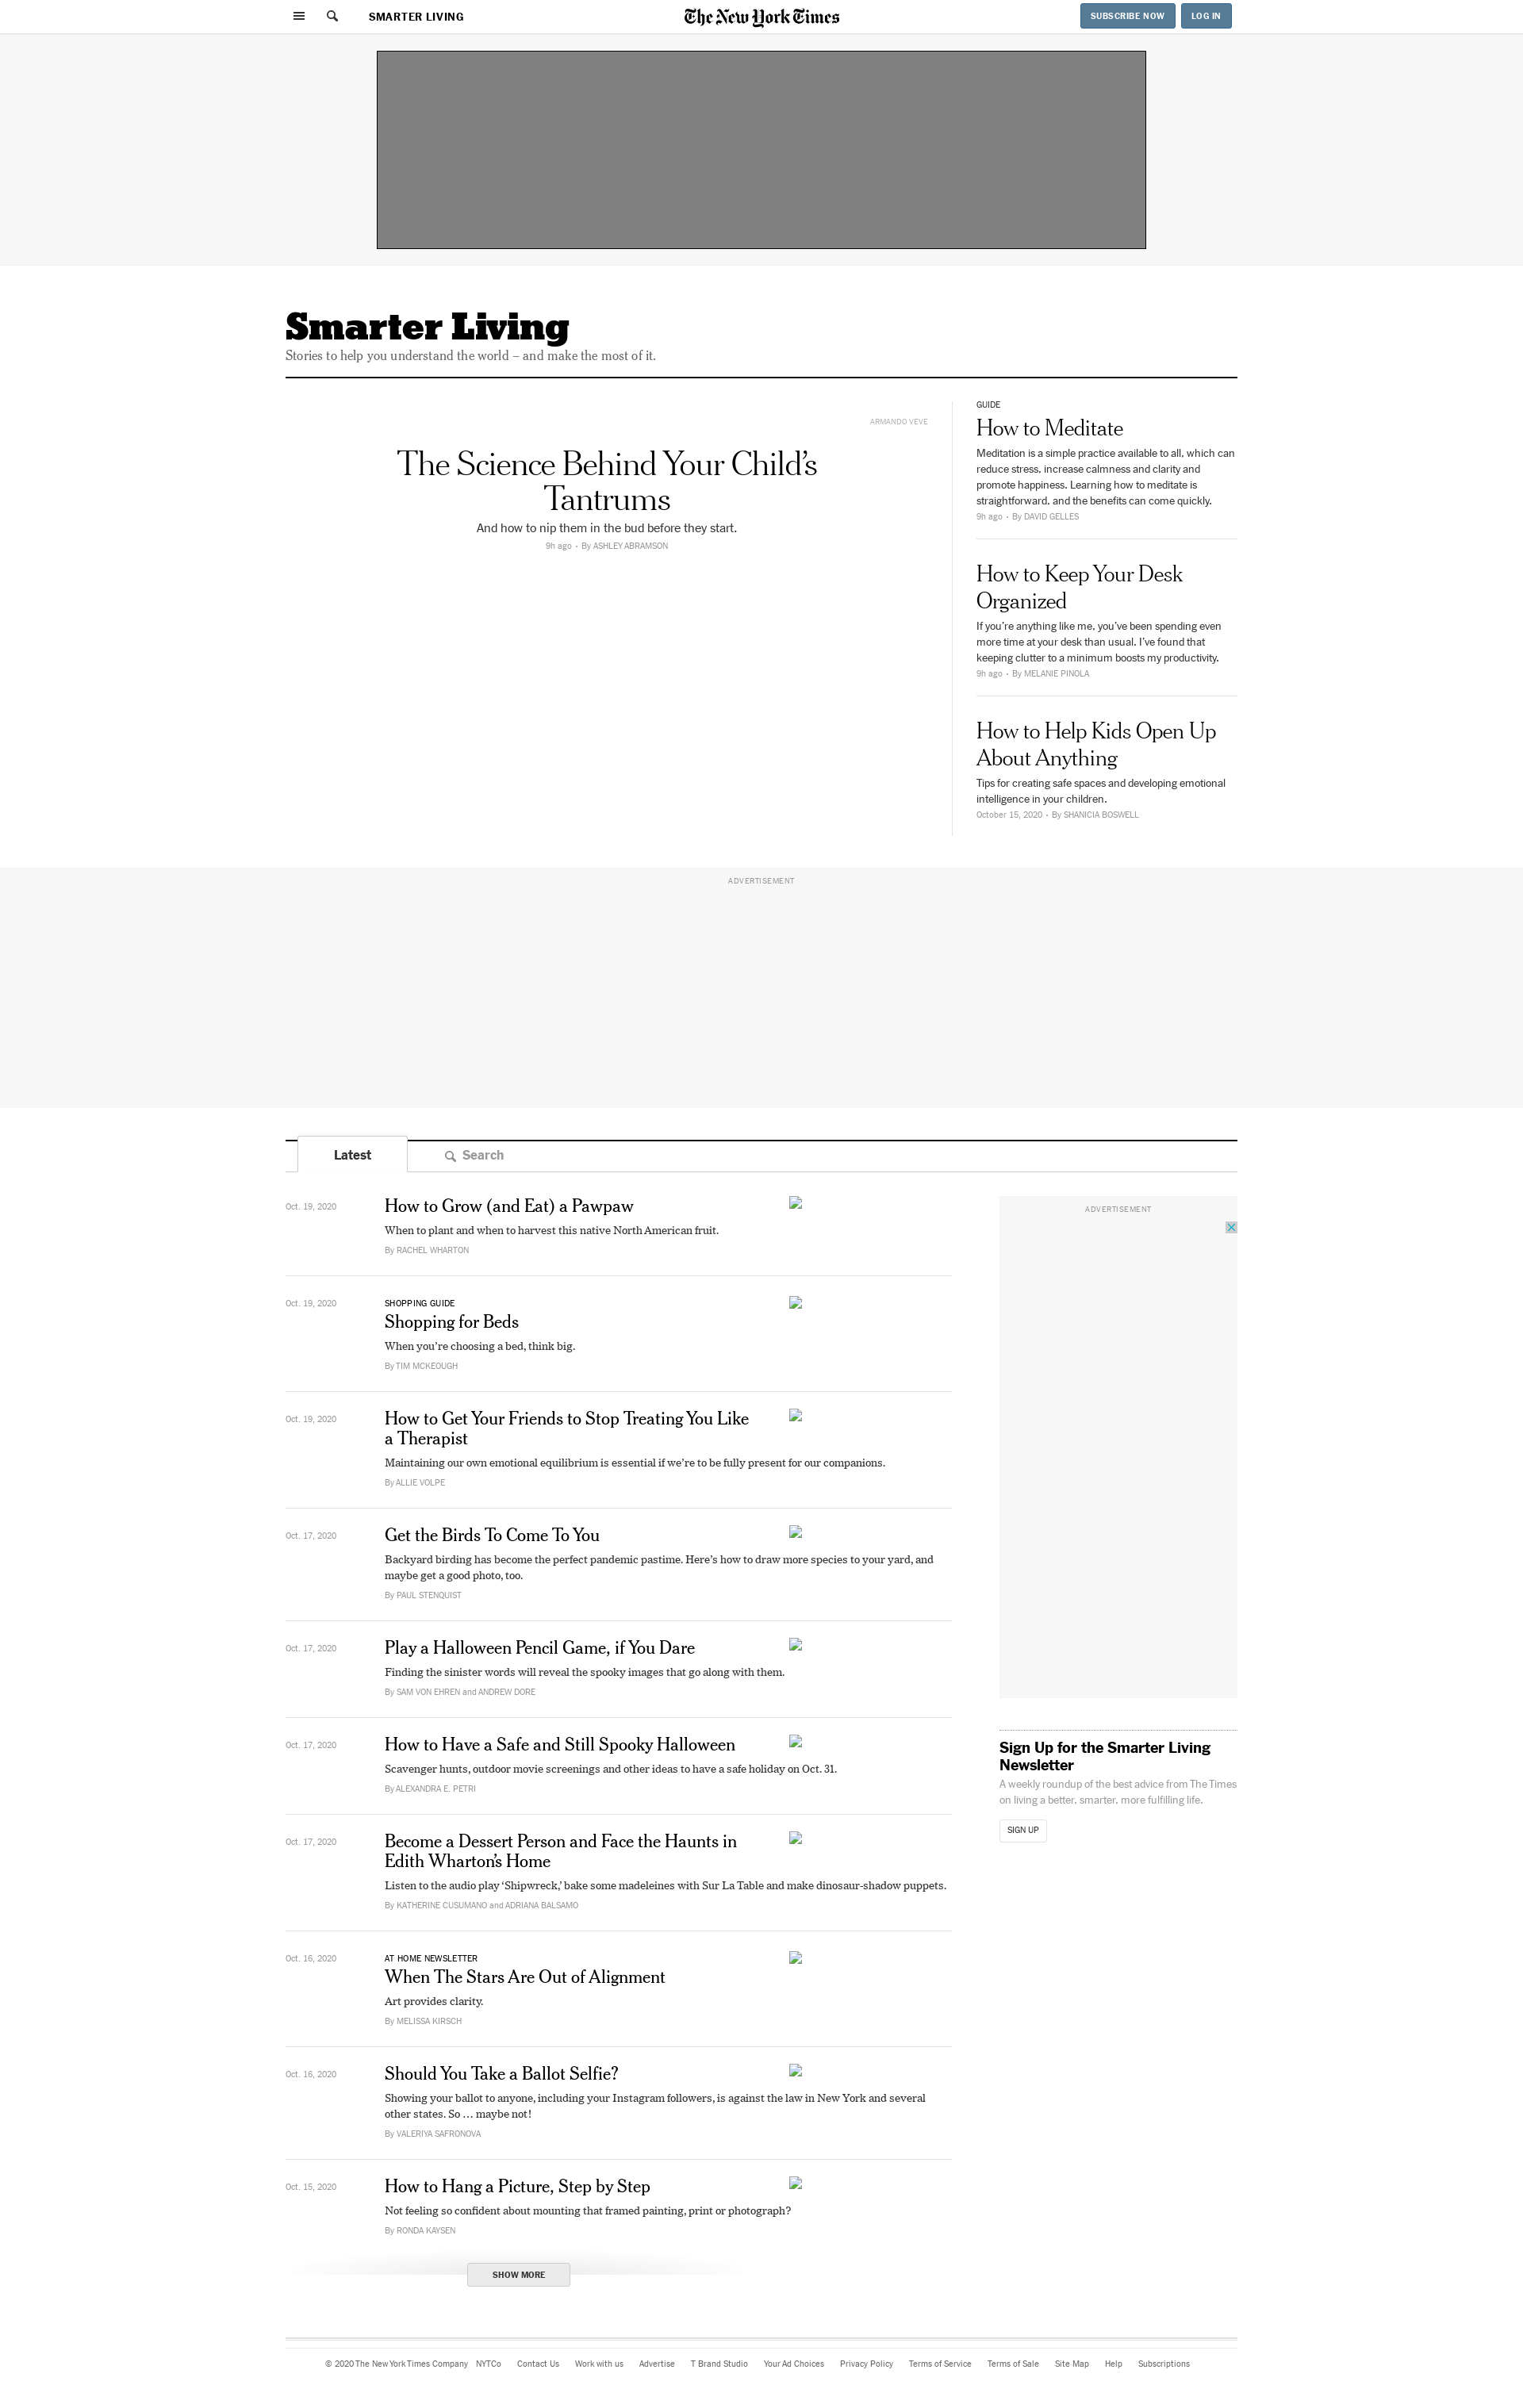 SMARTER LIVING
The New York Times
SUBSCRIBE NOW
LOG IN
Smarter Living
Stories to help you understand the world – and make the most of it.
ARMANDO VEVE
The Science Behind Your Child’s
Tantrums
And how to nip them in the bud before they start.
9h ago • By ASHLEY ABRAMSON
GUIDE
How to Meditate
Meditation is a simple practice available to all, which can
reduce stress, increase calmness and clarity and
promote happiness. Learning how to meditate is
straightforward, and the benefits can come quickly.
9h ago • By DAVID GELLES
How to Keep Your Desk
Organized
If you’re anything like me, you’ve been spending even
more time at your desk than usual. I’ve found that
keeping clutter to a minimum boosts my productivity.
9h ago • By MELANIE PINOLA
How to Help Kids Open Up
About Anything
Tips for creating safe spaces and developing emotional
intelligence in your children.
October 15, 2020 • By SHANICIA BOSWELL
ADVERTISEMENT
Latest
Search
Oct. 19, 2020
How to Grow (and Eat) a Pawpaw
When to plant and when to harvest this native North American fruit.
By RACHEL WHARTON
Oct. 19, 2020
SHOPPING GUIDE
Shopping for Beds
When you’re choosing a bed, think big.
By TIM MCKEOUGH
Oct. 19, 2020
How to Get Your Friends to Stop Treating You Like
a Therapist
Maintaining our own emotional equilibrium is essential if we’re to be fully present for our companions.
By ALLIE VOLPE
Oct. 17, 2020
Get the Birds To Come To You
Backyard birding has become the perfect pandemic pastime. Here’s how to draw more species to your yard, and
maybe get a good photo, too.
By PAUL STENQUIST
Oct. 17, 2020
Play a Halloween Pencil Game, if You Dare
Finding the sinister words will reveal the spooky images that go along with them.
By SAM VON EHREN and ANDREW DORE
Oct. 17, 2020
How to Have a Safe and Still Spooky Halloween
Scavenger hunts, outdoor movie screenings and other ideas to have a safe holiday on Oct. 31.
By ALEXANDRA E. PETRI
Oct. 17, 2020
Become a Dessert Person and Face the Haunts in
Edith Wharton’s Home
Listen to the audio play ‘Shipwreck,’ bake some madeleines with Sur La Table and make dinosaur-shadow puppets.
By KATHERINE CUSUMANO and ADRIANA BALSAMO
Oct. 16, 2020
AT HOME NEWSLETTER
When The Stars Are Out of Alignment
Art provides clarity.
By MELISSA KIRSCH
Oct. 16, 2020
Should You Take a Ballot Selfie?
Showing your ballot to anyone, including your Instagram followers, is against the law in New York and several
other states. So … maybe not!
By VALERIYA SAFRONOVA
Oct. 15, 2020
How to Hang a Picture, Step by Step
Not feeling so confident about mounting that framed painting, print or photograph?
By RONDA KAYSEN
SHOW MORE
ADVERTISEMENT
Sign Up for the Smarter Living
Newsletter
A weekly roundup of the best advice from The Times
on living a better, smarter, more fulfilling life.
SIGN UP
© 2020 The New York Times Company NYTCo Contact Us Work with us Advertise T Brand Studio Your Ad Choices Privacy Policy Terms of Service Terms of Sale Site Map Help Subscriptions